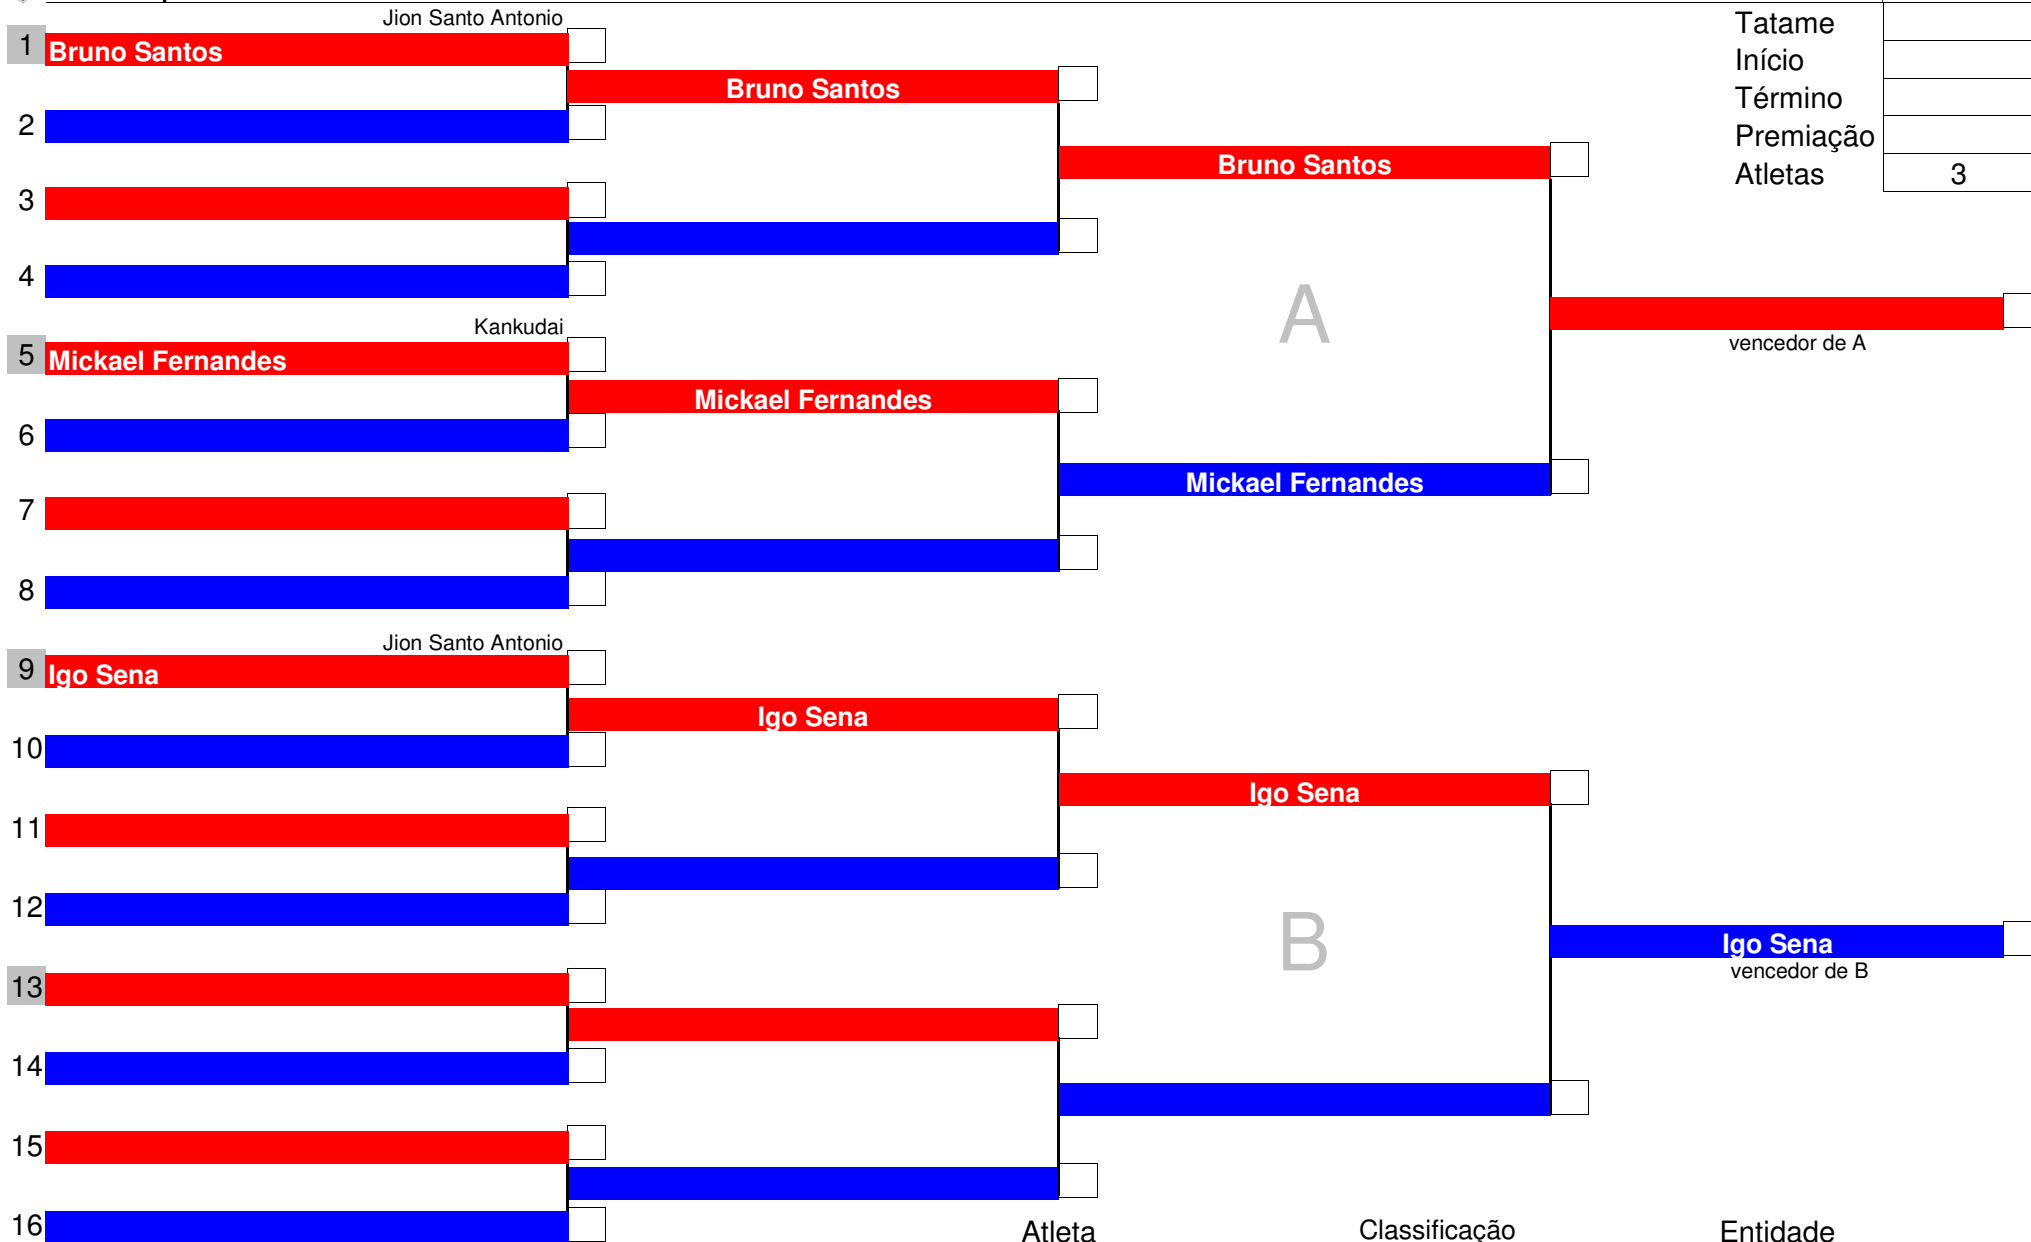 Jion Santo Antonio
Tatame
1 Bruno Santos
Início
Bruno Santos
Término
2
Premiação
Bruno Santos
Atletas 3
3
4
A
Kankudai
vencedor de A
5 Mickael Fernandes
Mickael Fernandes
6
Mickael Fernandes
7
8
Jion Santo Antonio
9 Igo Sena
Igo Sena
10
Igo Sena
11
12
B
Igo Sena
vencedor de B
13
14
15
16
Atleta Classificação Entidade